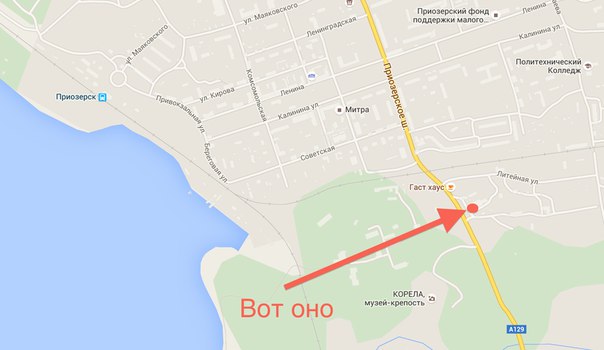 ул. Маяковского
Ленинградская
Приозерский фонд
поддержки малого...
Ленина
Калинина ул.
ул. Маяковского
Политехнический
Колледж
Приозерское ш.
ул. Кирова
Комсомольская
Ленина
Приозерск
Привокзальная ул.
Калинина ул.
Митра
Береговая ул.
Советская
Литейная ул.
Гаст хаус
КОРЕЛА,
музей-крепость
Вот оно
А129